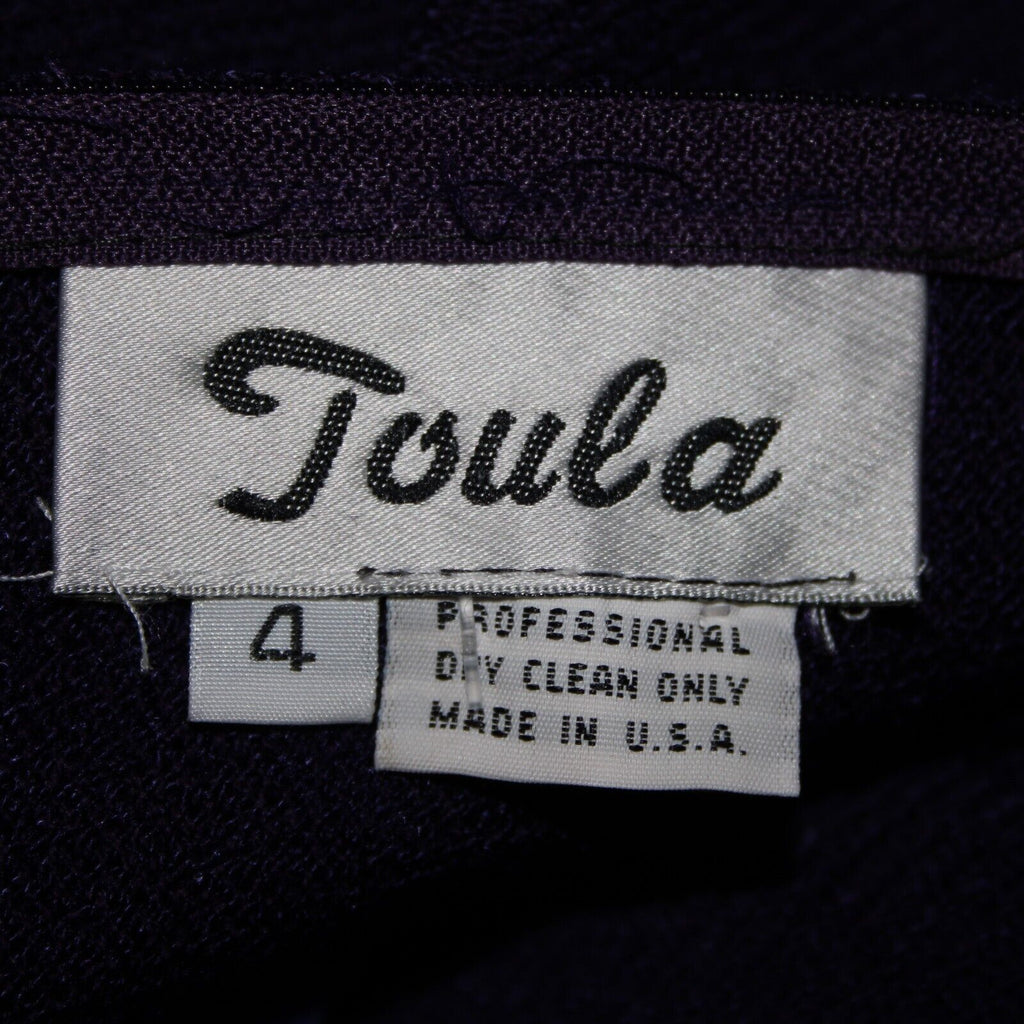 Toula
4
PROFESSIONAL
DRY CLEAN ONLY
MADE IN U.S.A.